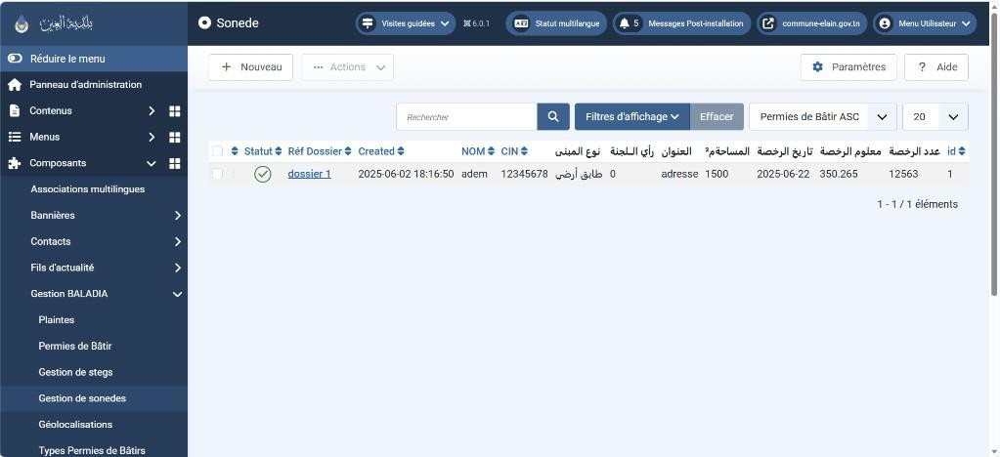 بلدية العين
Sonede
Visites guidées
6.0.1
Statut multilangue
5 Messages Post-installation
commune-elain.gov.tn
Menu Utilisateur
Réduire le menu
Panneau d'administration
Contenus
Menus
Composants
Associations multilingues
Bannières
Contacts
Fils d'actualité
Gestion BALADIA
Plaintes
Permies de Bâtir
Gestion de stegs
Gestion de sonedes
Géolocalisations
Types Permies de Bâtirs
+ Nouveau
... Actions
Paramètres
? Aide
Rechercher
Filtres d'affichage
Effacer
Permies de Bâtir ASC
20
Statut Réf Dossier Created NOM CIN نوع المبنى رأي اللجنة العنوان المساحةم² تاريخ الرخصة معلوم الرخصة عدد الرخصة id
dossier 1 2025-06-02 18:16:50 adem 12345678 طابق أرضي 0 adresse 1500 2025-06-22 350.265 12563 1
1 - 1 / 1 éléments